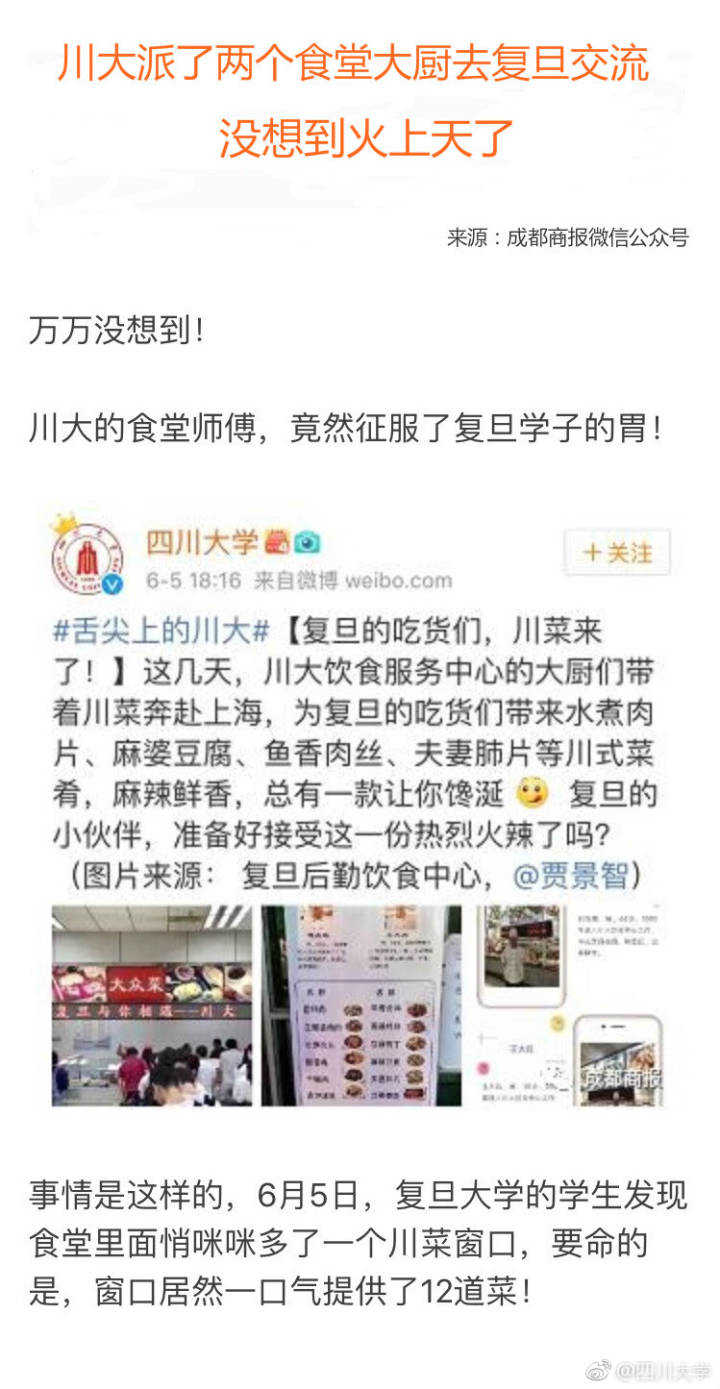 川大派了两个食堂大厨去复旦交流
没想到火上天了
来源：成都商报微信公众号
万万没想到！
川大的食堂师傅，竟然征服了复旦学子的胃！
四川大学
+关注
6-5 18:16 来自微博 weibo.com
#舌尖上的川大#【复旦的吃货们，川菜来
了！】这几天，川大饮食服务中心的大厨们带
着川菜奔赴上海，为复旦的吃货们带来水煮肉
片、麻婆豆腐、鱼香肉丝、夫妻肺片等川式菜
肴，麻辣鲜香，总有一款让你馋涎 复旦的
小伙伴，准备好接受这一份热烈火辣了吗？
（图片来源： 复旦后勤饮食中心，@贾景智）
大众菜
复旦与你相遇---川大
成都商报
事情是这样的，6月5日，复旦大学的学生发现
食堂里面悄咪咪多了一个川菜窗口，要命的
是，窗口居然一口气提供了12道菜！
@四川大学